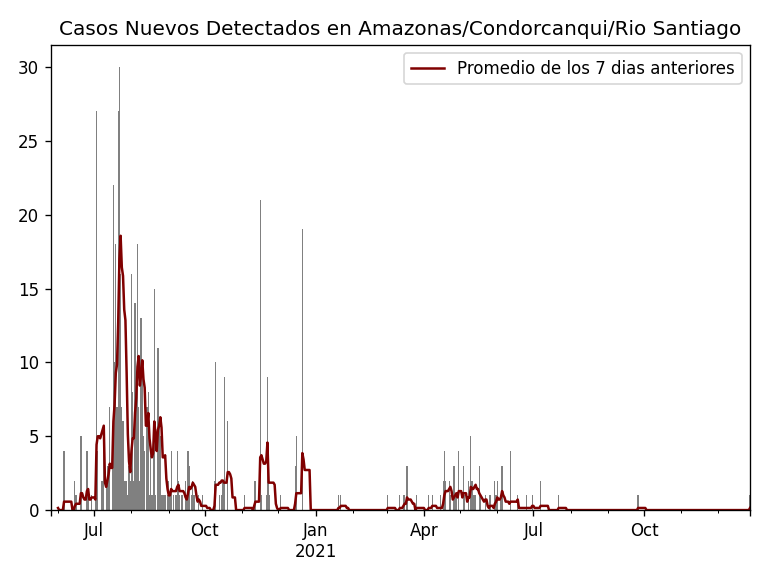 Casos Nuevos Detectados en Amazonas/Condorcanqui/Rio Santiago
Promedio de los 7 dias anteriores
30
25
20
15
10
5
0
Jul Oct Jan Apr Jul Oct
2021